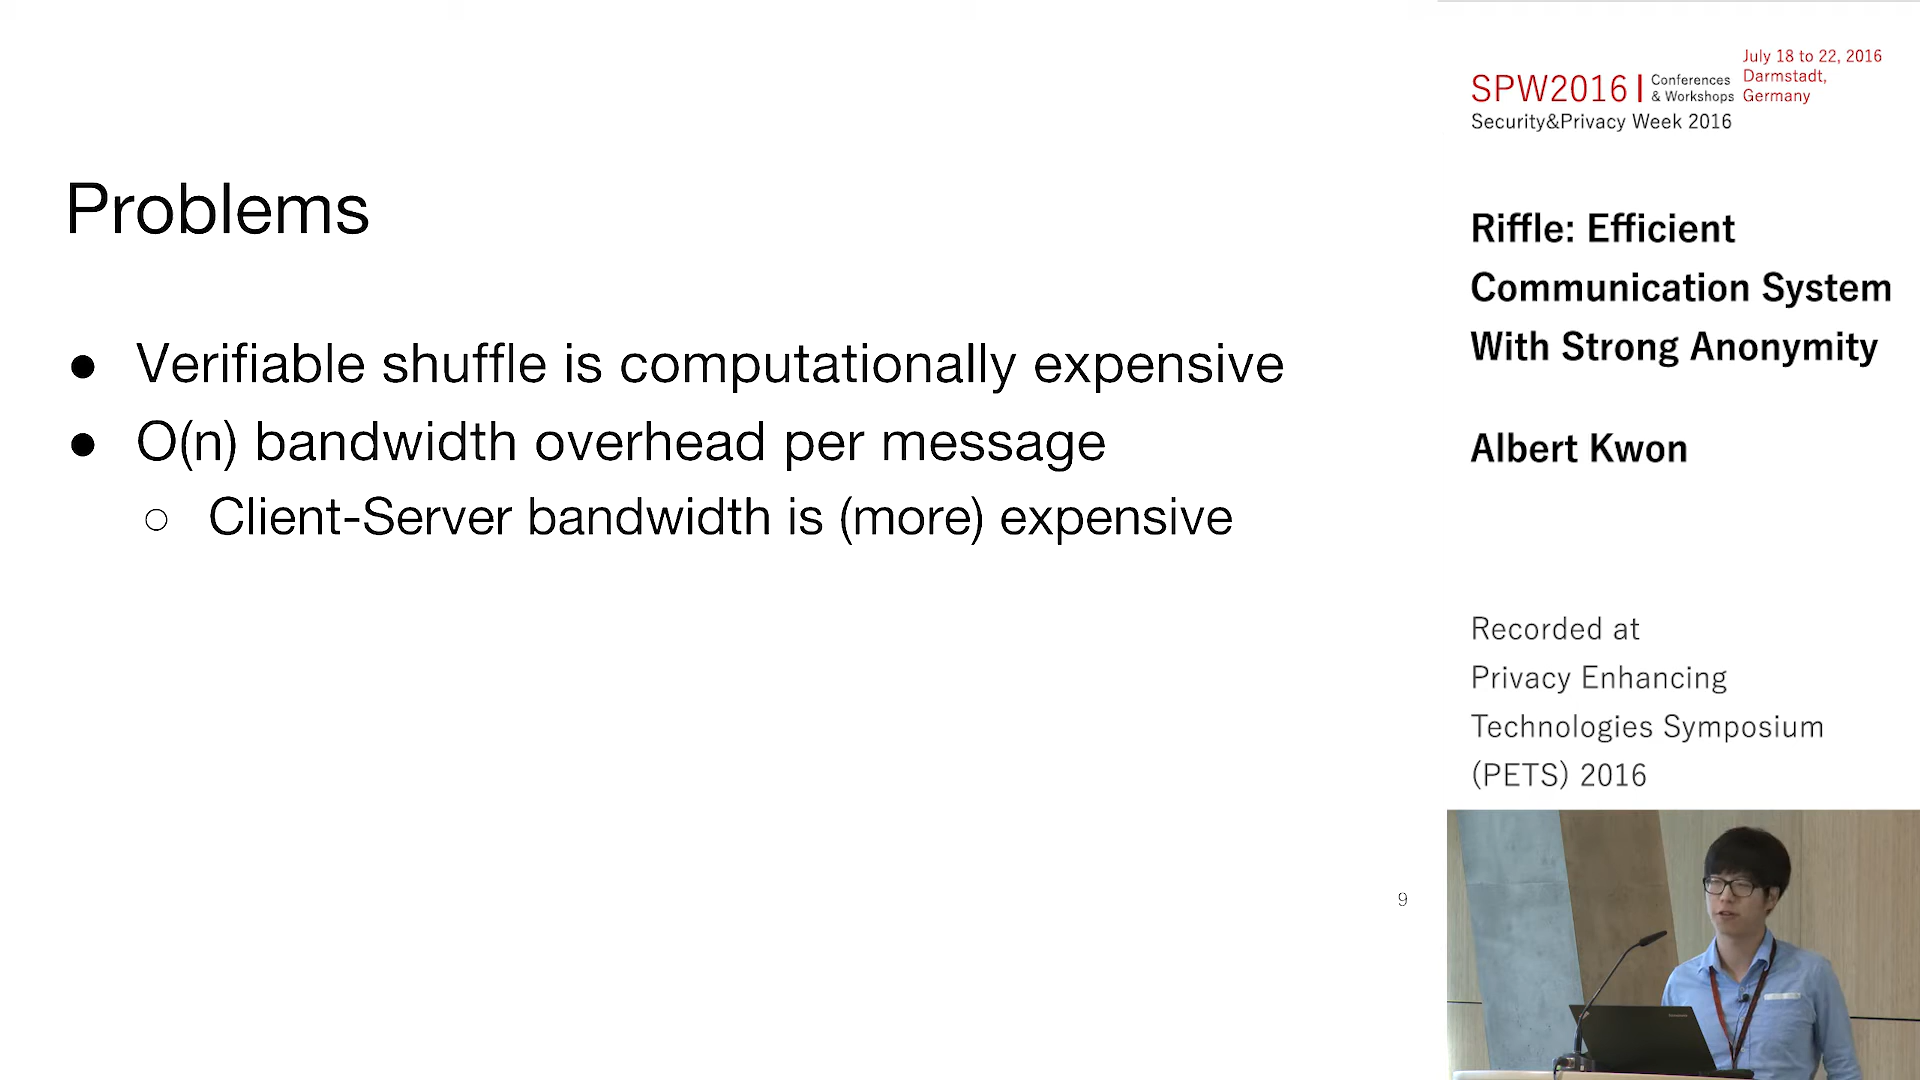 Problems
● Verifiable shuffle is computationally expensive
● O(n) bandwidth overhead per message
○ Client-Server bandwidth is (more) expensive
9
SPW2016 | Conferences & Workshops
July 18 to 22, 2016
Darmstadt,
Germany
Security&Privacy Week 2016
Riffle: Efficient
Communication System
With Strong Anonymity
Albert Kwon
Recorded at
Privacy Enhancing
Technologies Symposium
(PETS) 2016